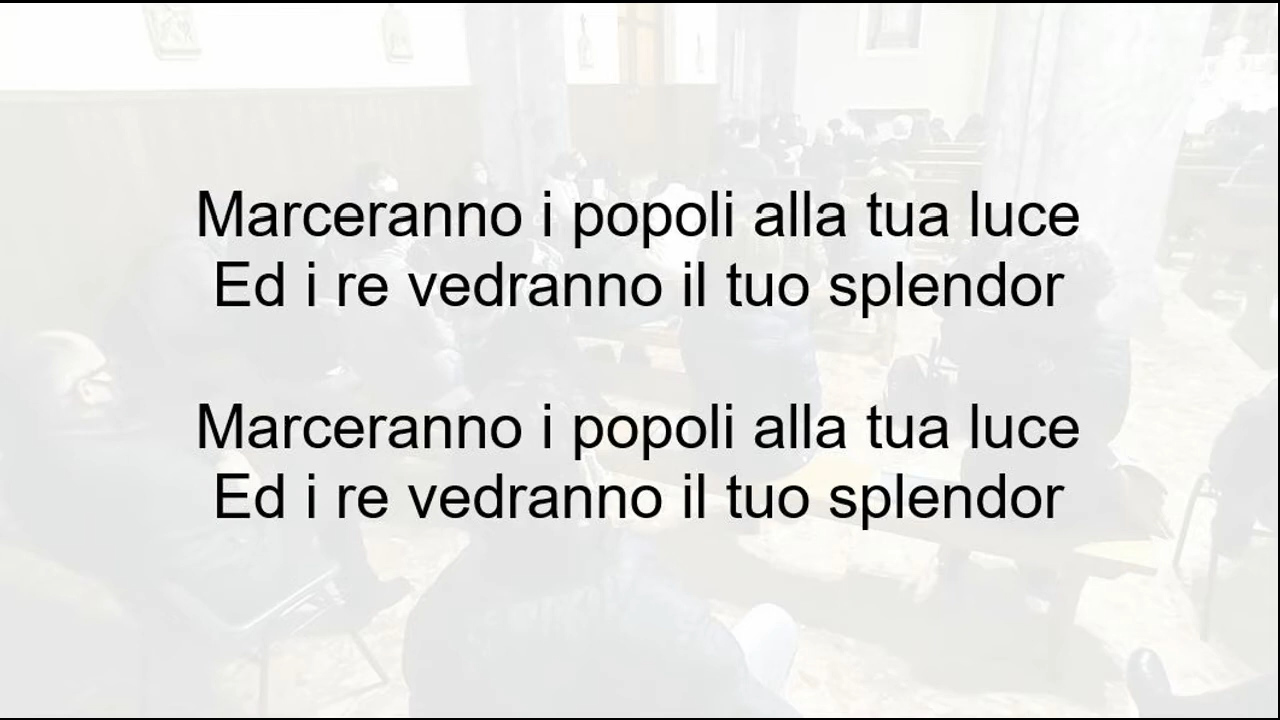 Marceranno i popoli alla tua luce
Ed i re vedranno il tuo splendor
Marceranno i popoli alla tua luce
Ed i re vedranno il tuo splendor